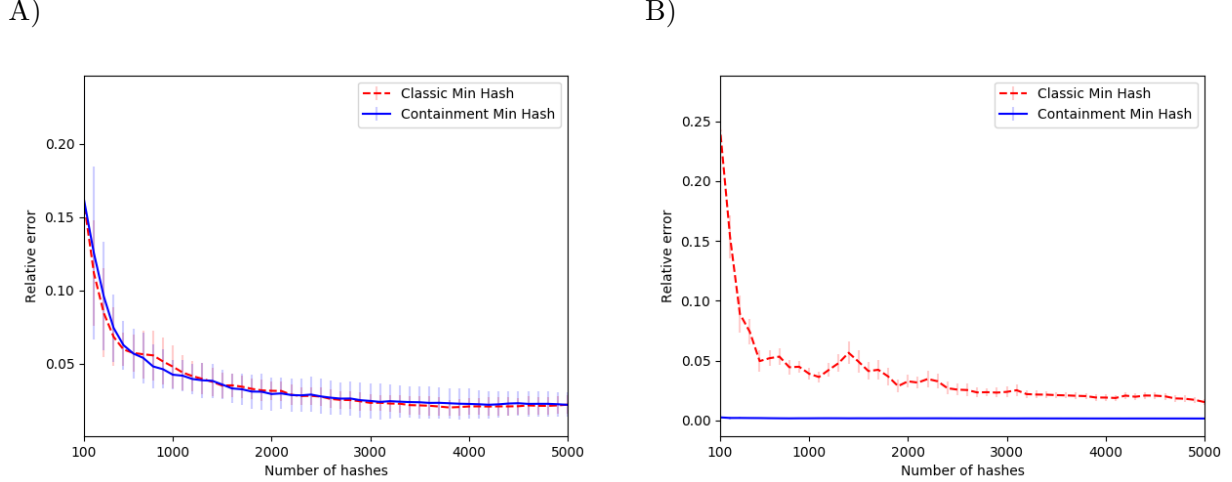 A)
Classic Min Hash
Containment Min Hash
0.20
0.15
0.10
0.05
Relative error
100
1000
2000
3000
4000
5000
Number of hashes
B)
Classic Min Hash
Containment Min Hash
0.25
0.20
0.15
0.10
0.05
0.00
Relative error
100
1000
2000
3000
4000
5000
Number of hashes